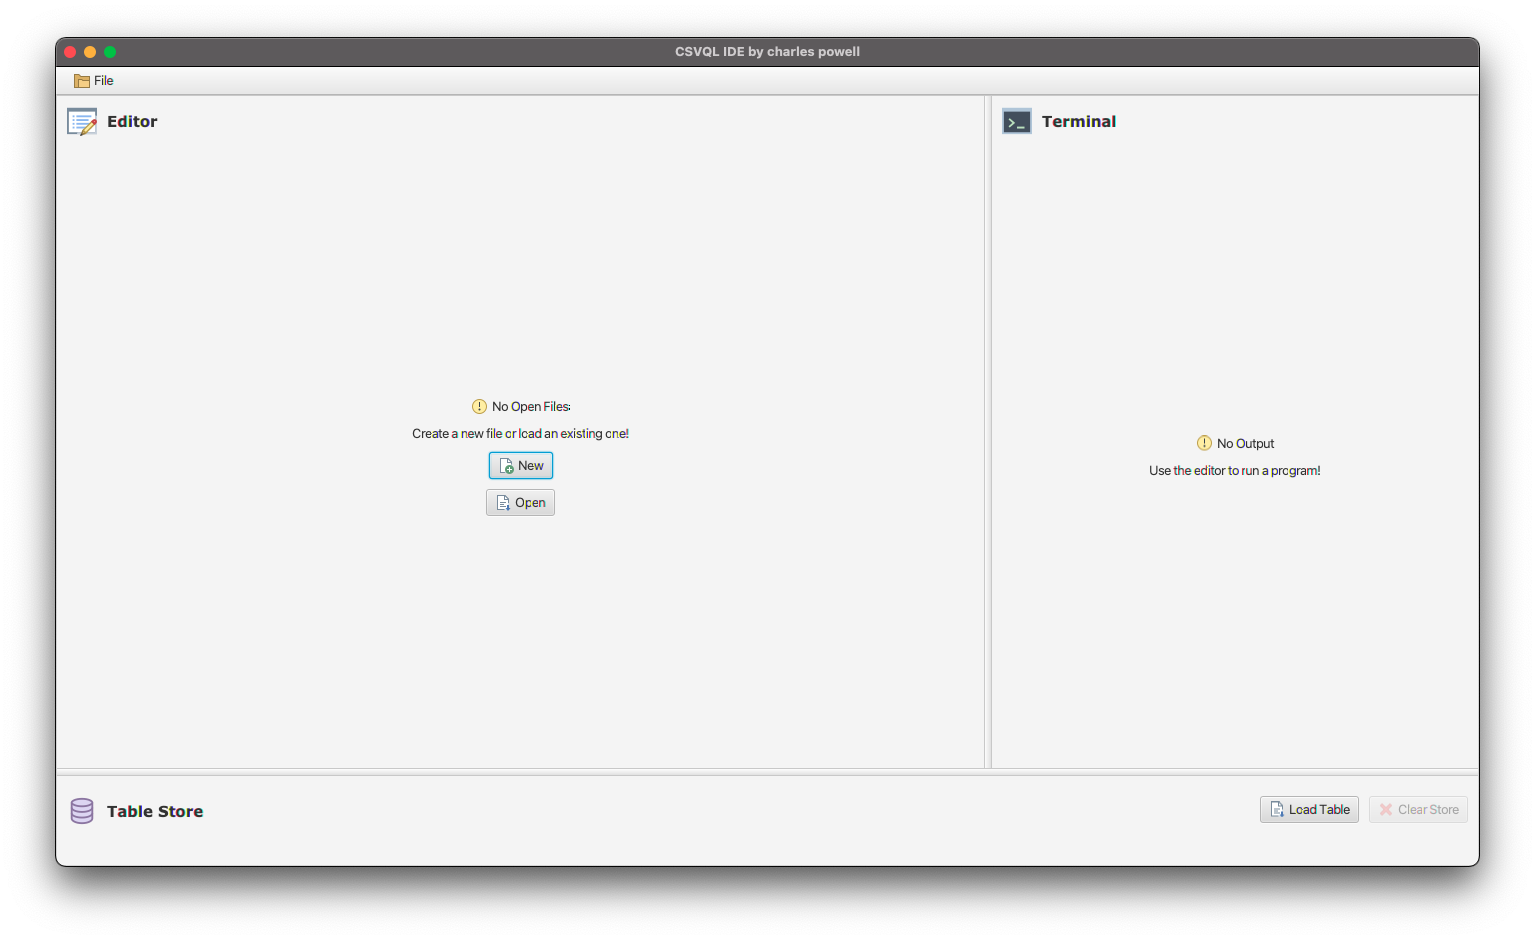 CSVQL IDE by charles powell
File
Editor
Terminal
No Open Files:
Create a new file or load an existing one!
New
Open
No Output
Use the editor to run a program!
Table Store
Load Table
Clear Store